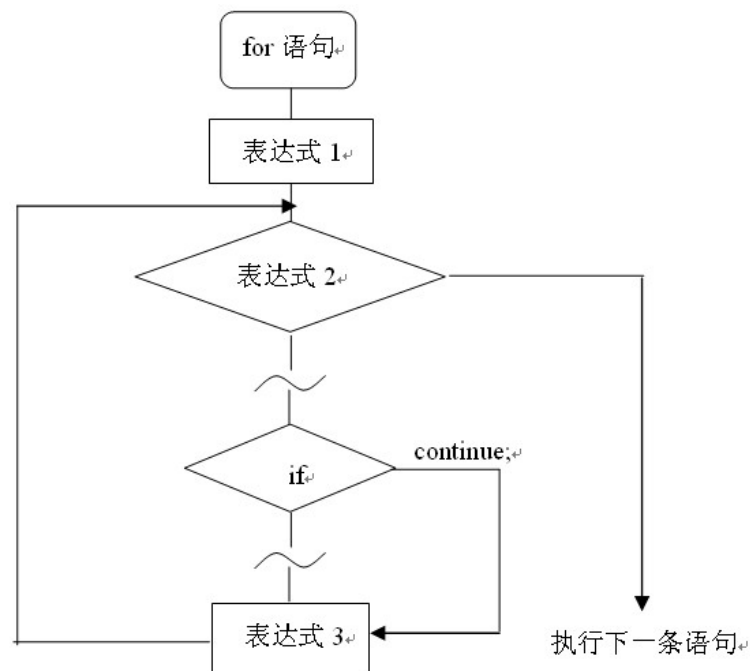 for 语句↵
表达式 1↵
表达式 2↵
continue;↵
if↵
表达式 3↵
执行下一条语句↵